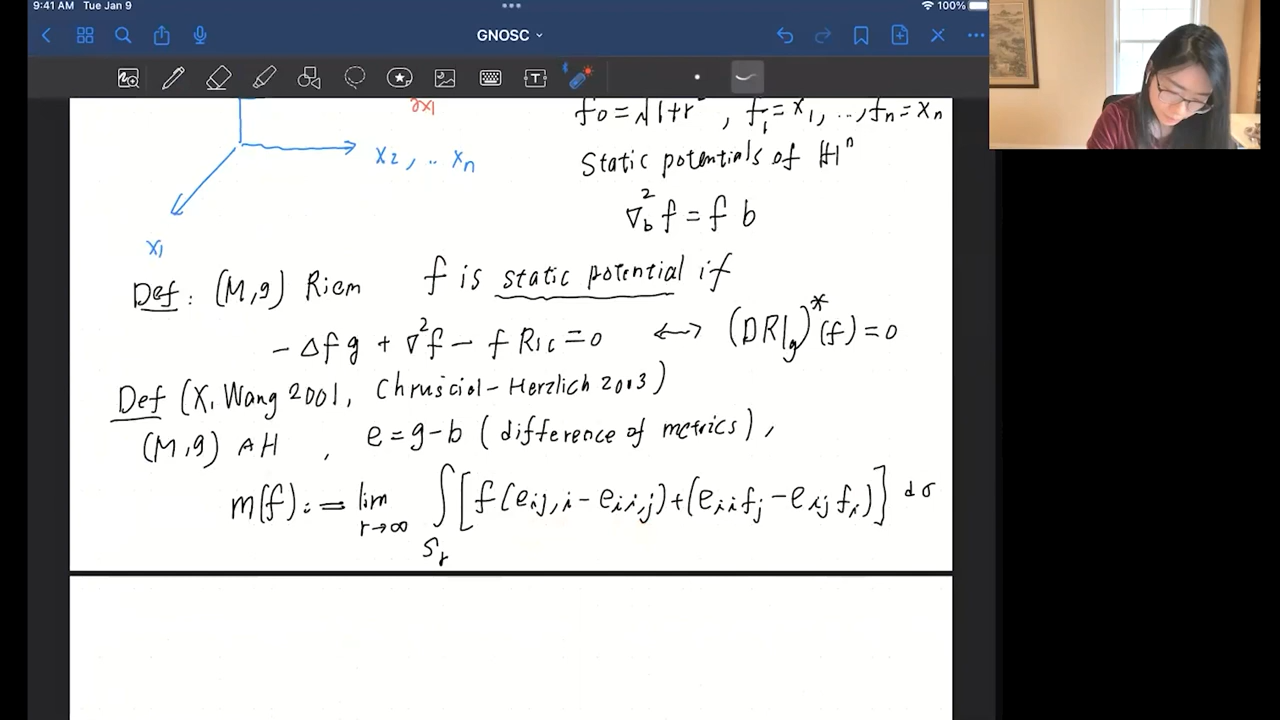 9:41 AM Tue Jan 9
100%
GNOSC
∂x₁
f₀ = √1+r², f₁ = x₁, .., fn = xn
x₂, .. xn
Static potentials of ℍⁿ
∇²_b f = f b
x₁
Def: (M,g) Riem f is static potential if
- Δf g + ∇²f - f Ric = 0 ⟷ (DR|_g)^*(f) = 0
Def (X. Wang 2001, Chruściel-Herzlich 2003)
(M,g) AH, e = g-b (difference of metrics),
m(f) := lim_{r→∞} ∫_{S_r} [f(e_{ij,i} - e_{ii,j}) + (e_{ii}f_j - e_{ij}f_i)] dσ